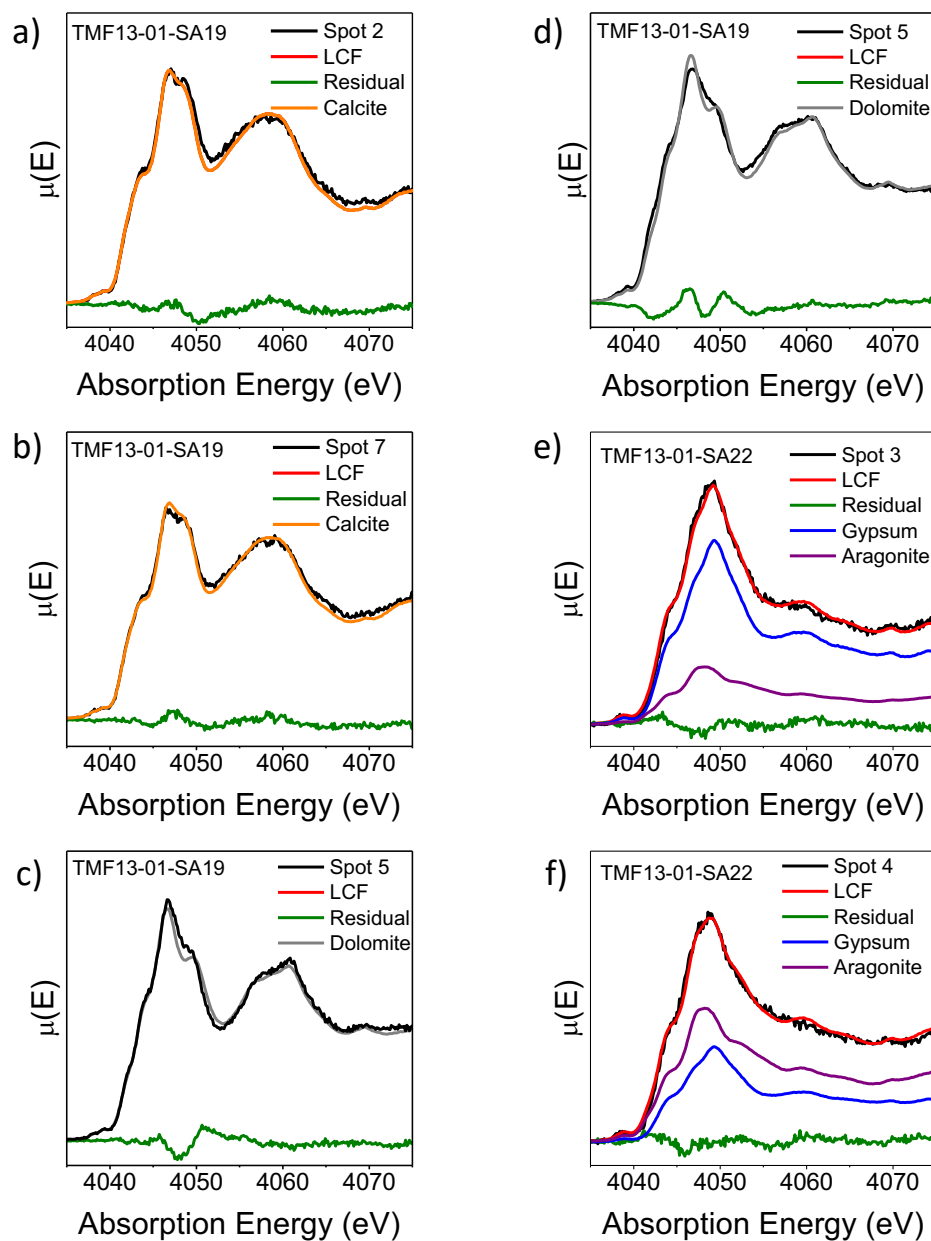 a)
TMF13-01-SA19
Spot 2
LCF
Residual
Calcite
μ(E)
4040 4050 4060 4070
Absorption Energy (eV)
b)
TMF13-01-SA19
Spot 7
LCF
Residual
Calcite
μ(E)
4040 4050 4060 4070
Absorption Energy (eV)
c)
TMF13-01-SA19
Spot 5
LCF
Residual
Dolomite
μ(E)
4040 4050 4060 4070
Absorption Energy (eV)
d)
TMF13-01-SA19
Spot 5
LCF
Residual
Dolomite
μ(E)
4040 4050 4060 4070
Absorption Energy (eV)
e)
TMF13-01-SA22
Spot 3
LCF
Residual
Gypsum
Aragonite
μ(E)
4040 4050 4060 4070
Absorption Energy (eV)
f)
TMF13-01-SA22
Spot 4
LCF
Residual
Gypsum
Aragonite
μ(E)
4040 4050 4060 4070
Absorption Energy (eV)